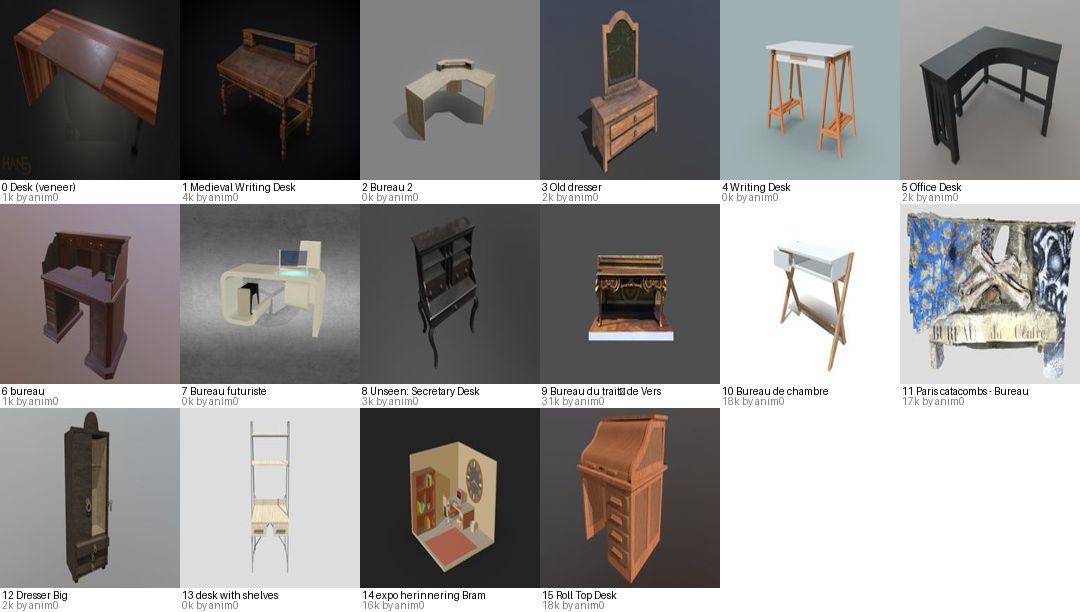 HANS
0 Desk (veneer)
1k by anim0
1 Medieval Writing Desk
4k by anim0
2 Bureau 2
0k by anim0
3 Old dresser
2k by anim0
4 Writing Desk
0k by anim0
5 Office Desk
2k by anim0
6 bureau
1k by anim0
7 Bureau futuriste
0k by anim0
8 Unseen: Secretary Desk
3k by anim0
9 Bureau du trait de Vers
31k by anim0
10 Bureau de chambre
18k by anim0
BUREAU du Centre
11 Paris catacombs - Bureau
17k by anim0
12 Dresser Big
2k by anim0
13 desk with shelves
0k by anim0
14 expo herinnering Bram
16k by anim0
15 Roll Top Desk
18k by anim0